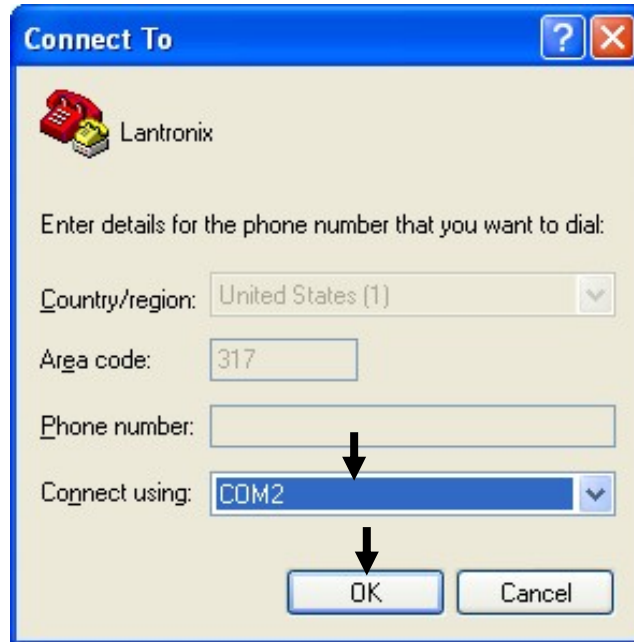 Connect To
?
Lantronix
Enter details for the phone number that you want to dial:
Country/region: United States (1)
Area code: 317
Phone number:
Connect using: COM2
OK Cancel